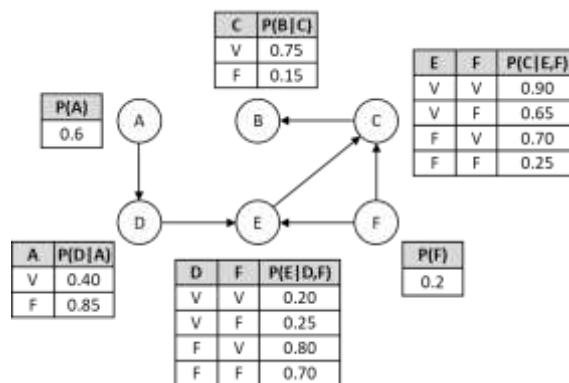 C P(B|C)
V 0.75
F 0.15
E F P(C|E,F)
V V 0.90
V F 0.65
F V 0.70
F F 0.25
P(A)
0.6
A
B
C
D
E
F
A P(D|A)
V 0.40
F 0.85
D F P(E|D,F)
V V 0.20
V F 0.25
F V 0.80
F F 0.70
P(F)
0.2